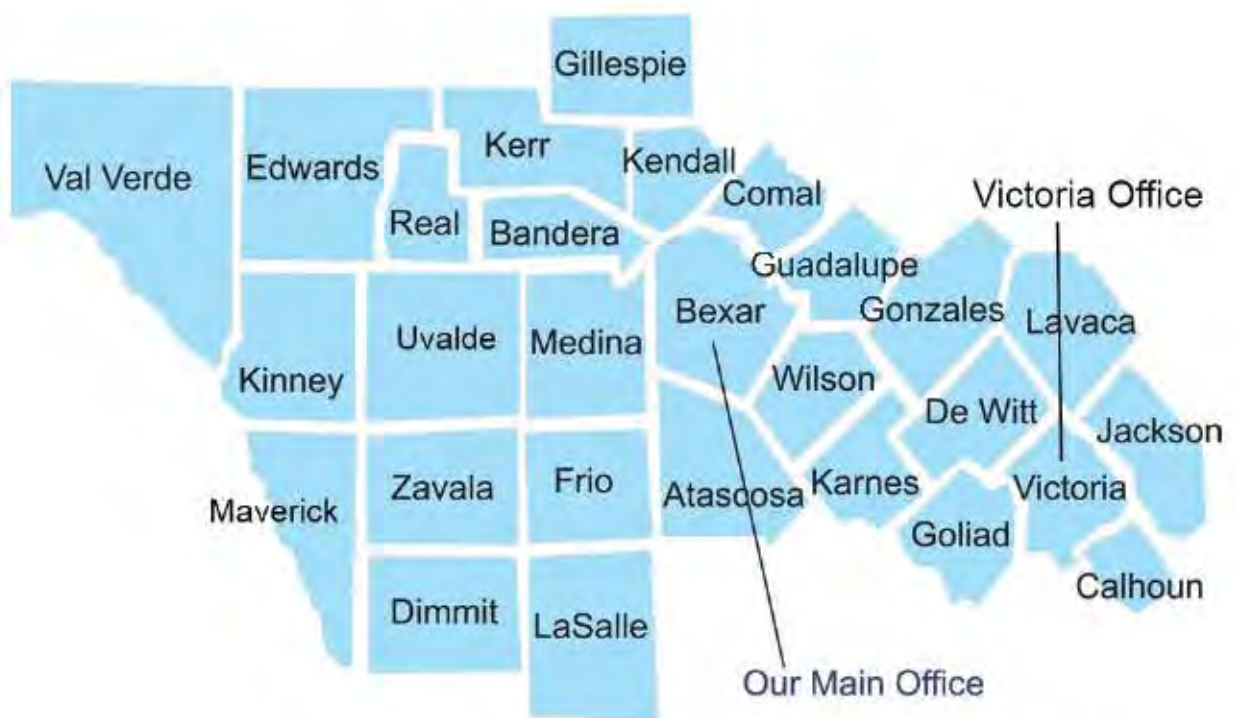 Gillespie
Kerr
Kendall
Edwards
Val Verde
Comal
Victoria Office
Real
Bandera
Guadalupe
Bexar
Gonzales
Lavaca
Uvalde
Medina
Kinney
Wilson
De Witt
Jackson
Zavala
Frio
Atascosa
Karnes
Victoria
Maverick
Goliad
Calhoun
Dimmit
LaSalle
Our Main Office